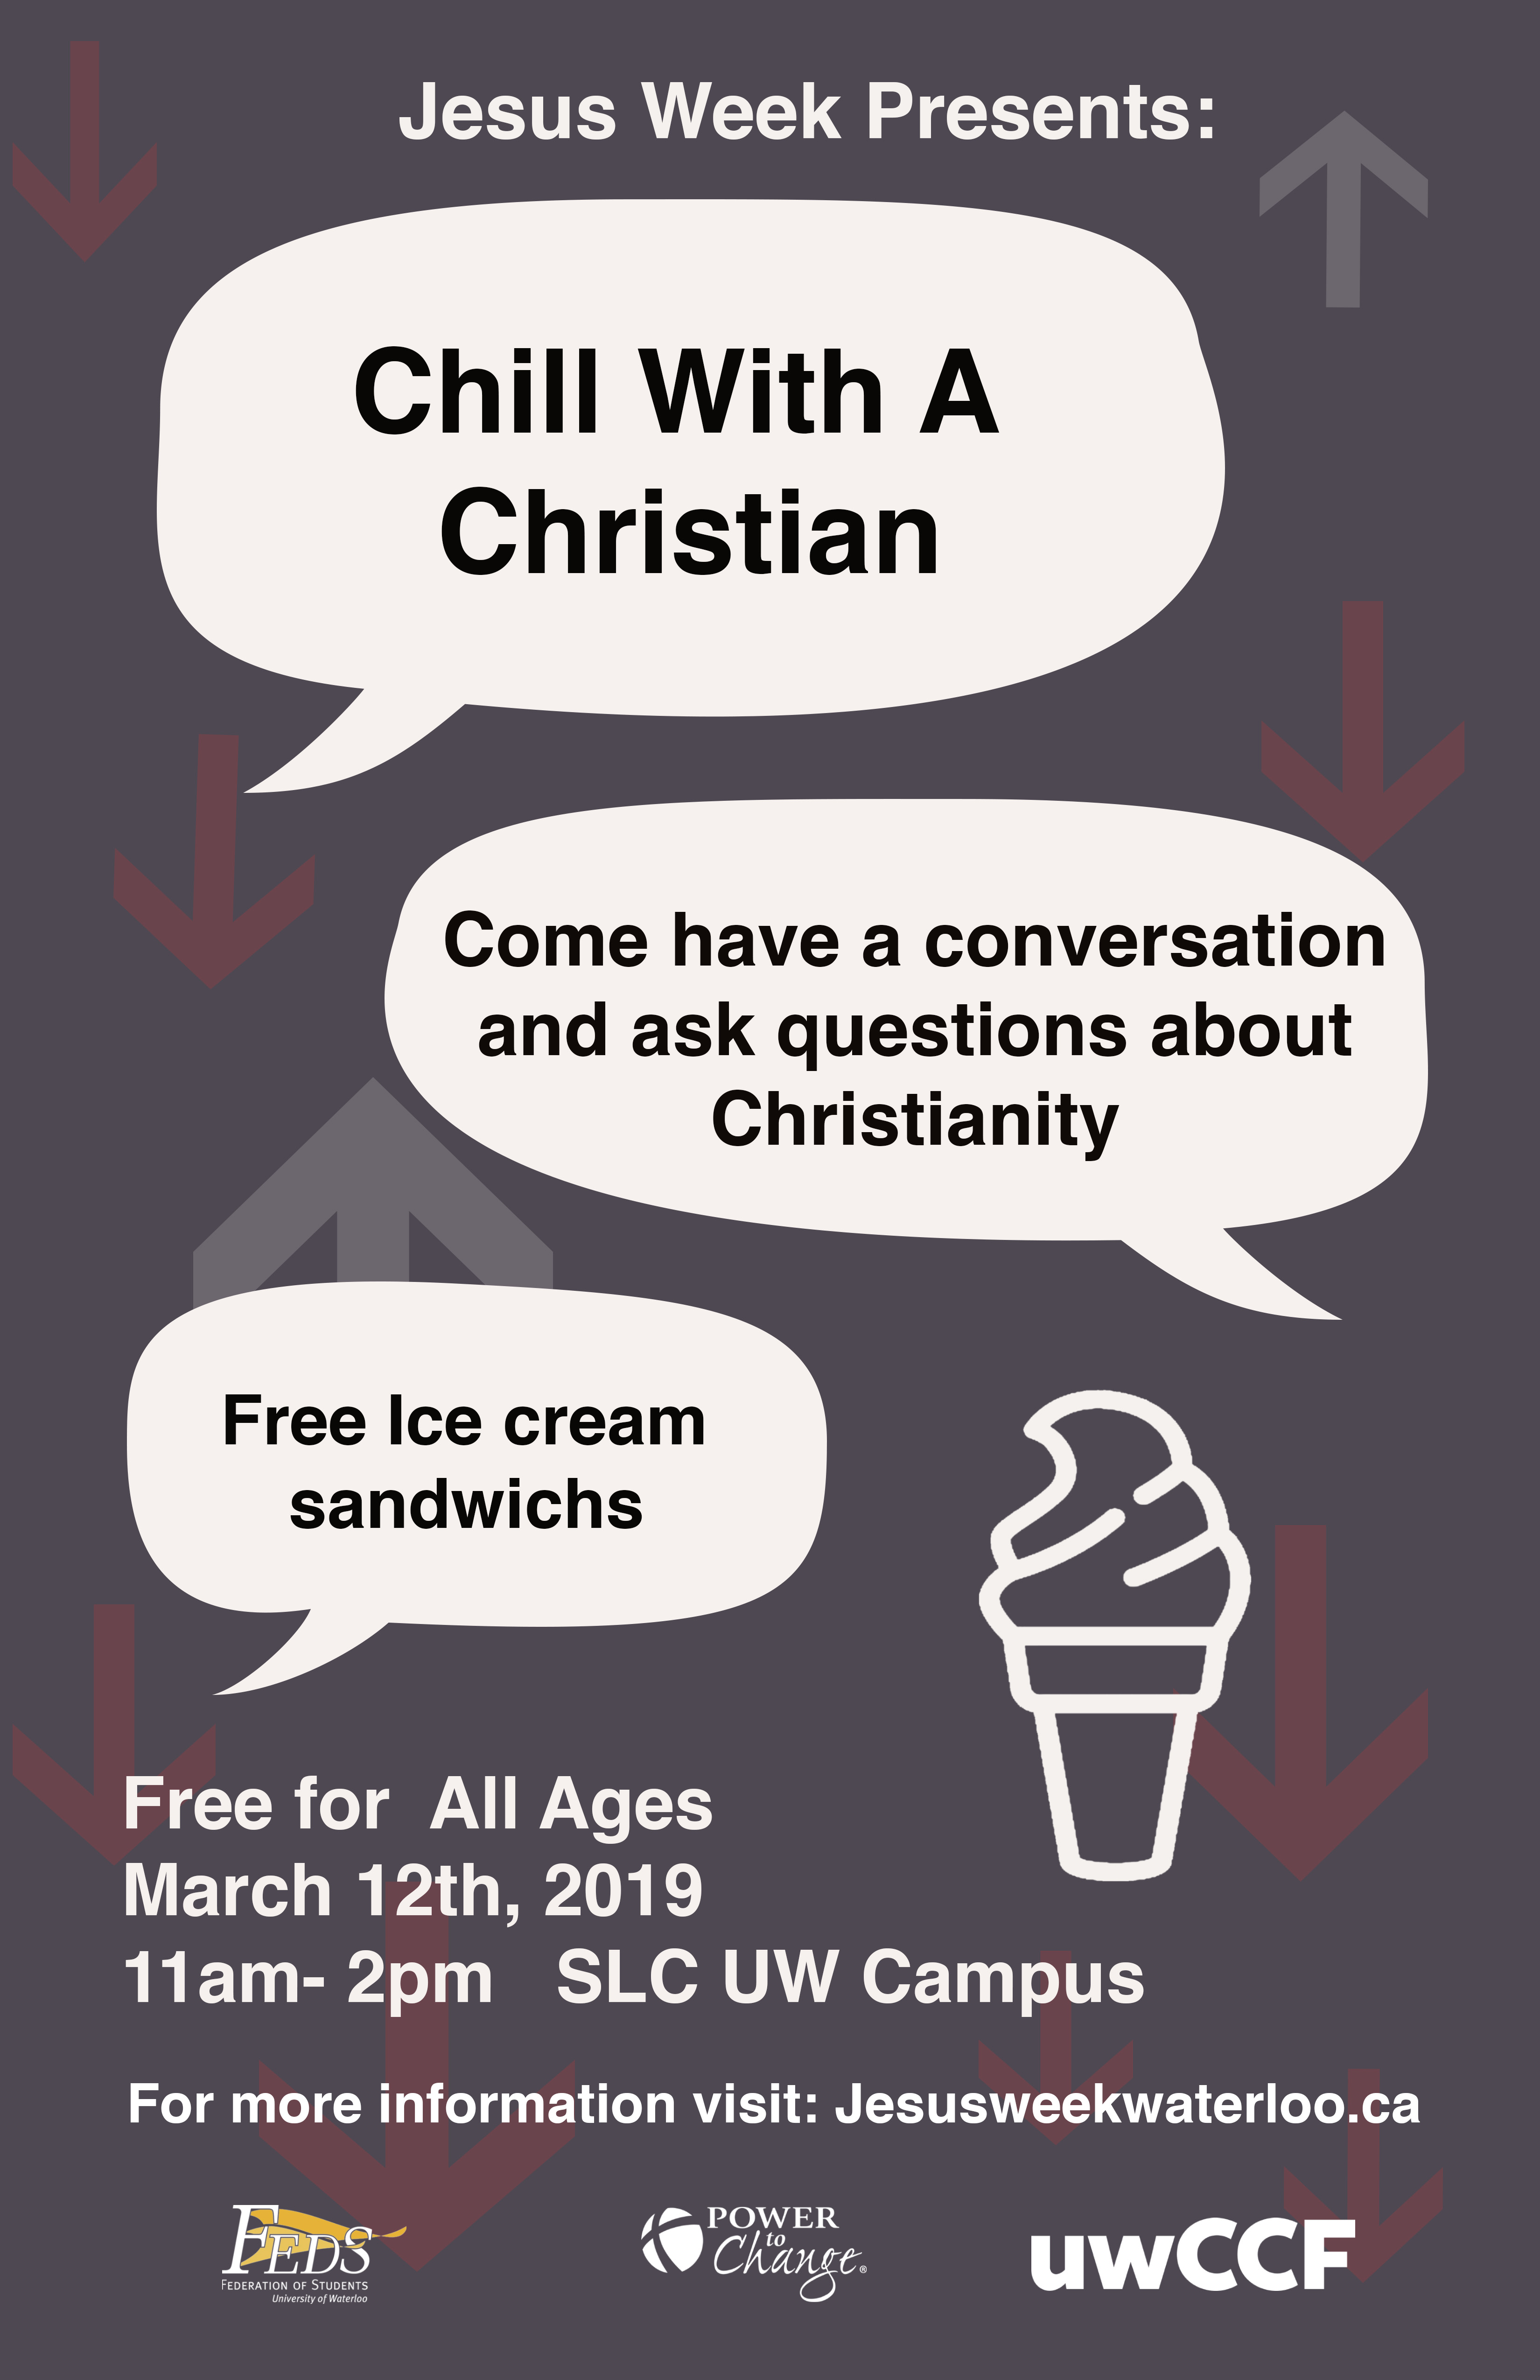 Jesus Week Presents:
Chill With A
Christian
Come have a conversation
and ask questions about
Christianity
Free Ice cream
sandwichs
Free for  All Ages
March 12th, 2019
11am- 2pm   SLC UW Campus
For more information visit: Jesusweekwaterloo.ca
FEDS
FEDERATION OF STUDENTS
University of Waterloo
POWER
to
Change®
uwCCF